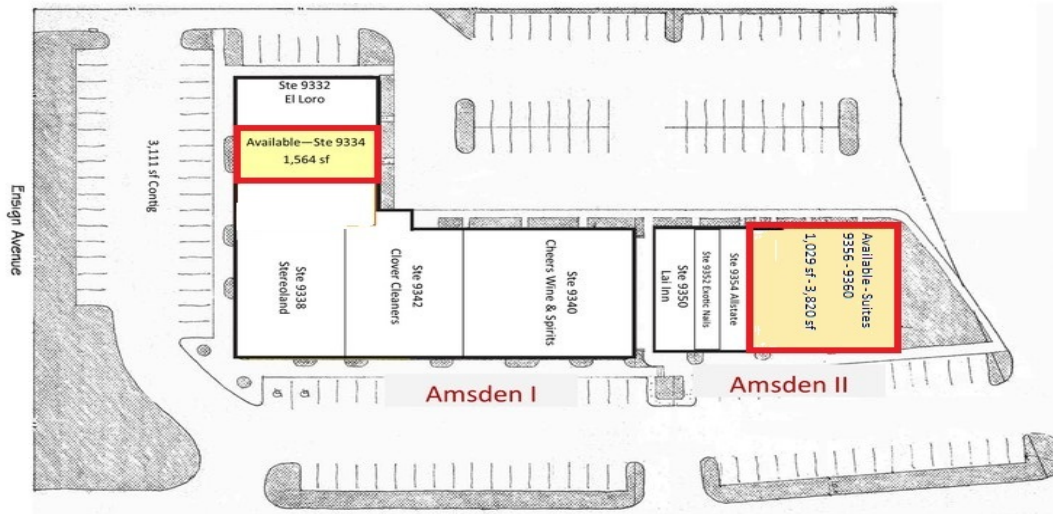 Ste 9332
El Loro
Available—Ste 9334
1,564 sf
3,111 sf Contig
Ensign Avenue
Ste 9338
Stereoland
Ste 9342
Clover Cleaners
Ste 9340
Cheers Wine & Spirits
Ste 9350
Lai Inn
Ste 9352 Exotic Nails
Ste 9354 Allstate
Available - Suites
9356 - 9360
1,029 sf - 3,820 sf
Amsden I
Amsden II